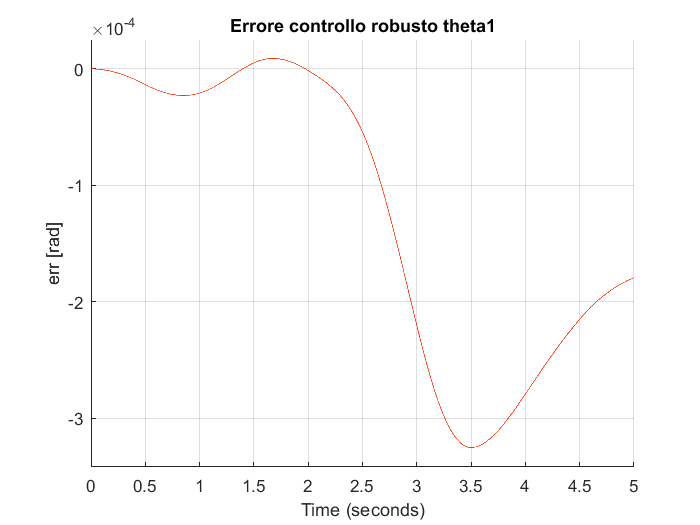 Errore controllo robusto theta1
×10-4
0
-1
-2
-3
err [rad]
0 0.5 1 1.5 2 2.5 3 3.5 4 4.5 5
Time (seconds)